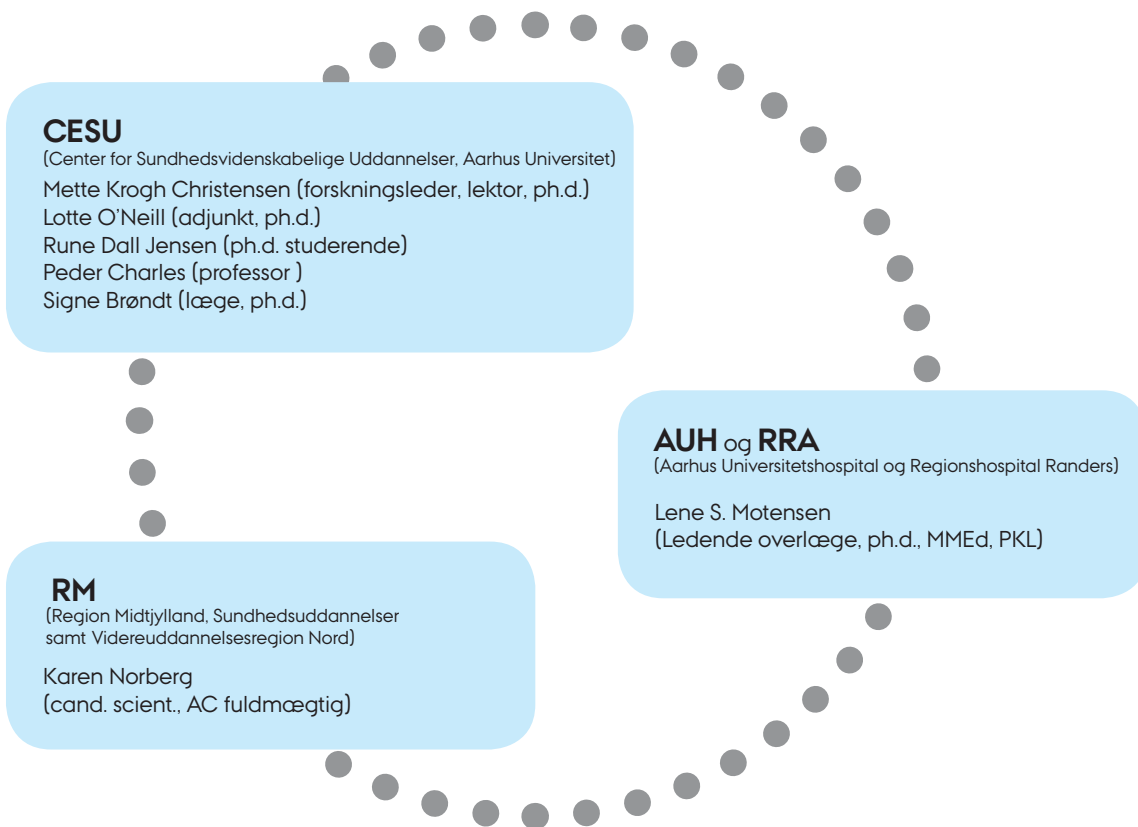 CESU
(Center for Sundhedsvidenskabelige Uddannelser, Aarhus Universitet)
Mette Krogh Christensen (forskningsleder, lektor, ph.d.)
Lotte O'Neill (adjunkt, ph.d.)
Rune Dall Jensen (ph.d. studerende)
Peder Charles (professor )
Signe Brøndt (læge, ph.d.)
AUH og RRA
(Aarhus Universitetshospital og Regionshospital Randers)
Lene S. Motensen
(Ledende overlæge, ph.d., MMEd, PKL)
RM
(Region Midtjylland, Sundhedsuddannelser
samt Videreuddannelsesregion Nord)
Karen Norberg
(cand. scient., AC fuldmægtig)